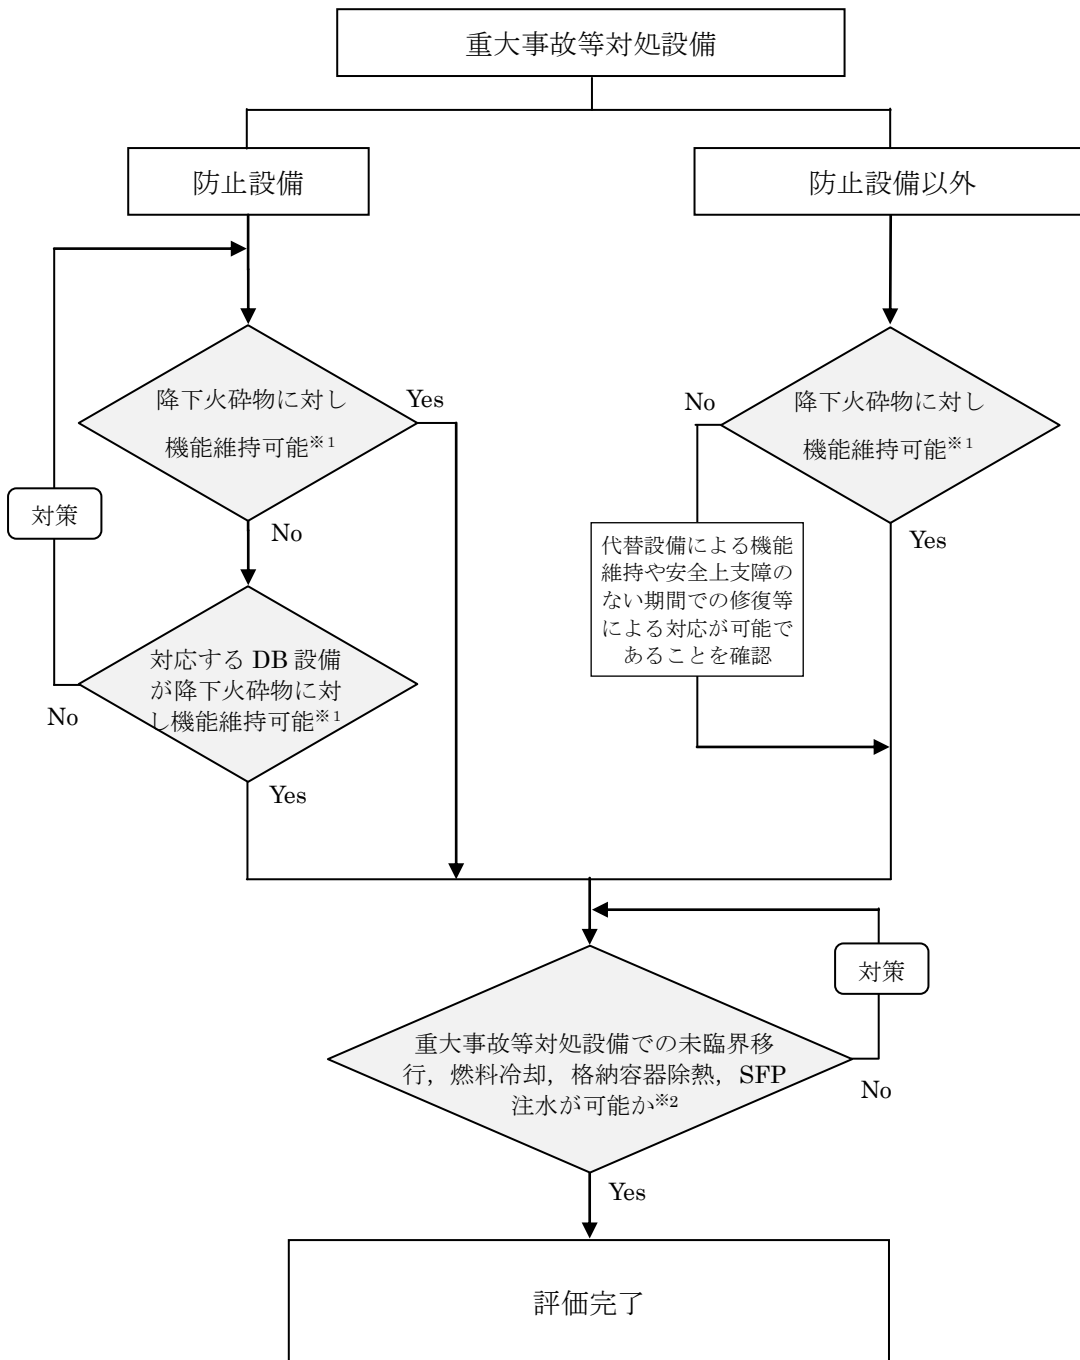 重大事故等対処設備
防止設備
防止設備以外
降下火砕物に対し
機能維持可能※1
Yes
No
対策
対応する DB 設備
が降下火砕物に対
し機能維持可能※1
No
Yes
降下火砕物に対し
機能維持可能※1
No
Yes
代替設備による機能
維持や安全上支障の
ない期間での修復等
による対応が可能で
あることを確認
対策
重大事故等対処設備での未臨界移
行，燃料冷却，格納容器除熱，SFP
注水が可能か※2
No
Yes
評価完了